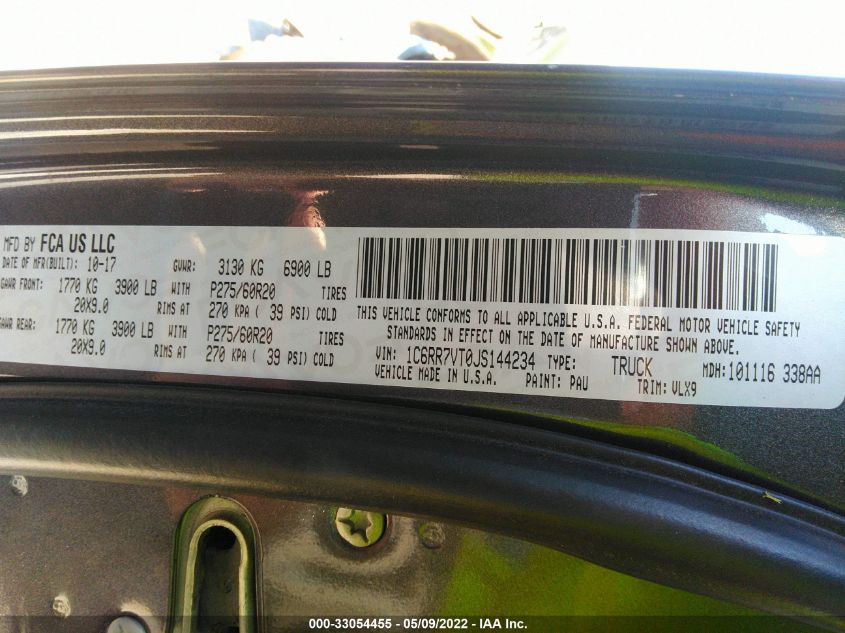 MFD BY FCA US LLC
DATE OF MFR(BUILT): 10-17 GVWR: 3130 KG 6900 LB
GAWR FRONT: 1770 KG 3900 LB WITH P275/60R20 TIRES
20X9.0 RIMS AT 270 KPA ( 39 PSI) COLD
GAWR REAR: 1770 KG 3900 LB WITH P275/60R20 TIRES
20X9.0 RIMS AT 270 KPA ( 39 PSI) COLD
THIS VEHICLE CONFORMS TO ALL APPLICABLE U.S.A. FEDERAL MOTOR VEHICLE SAFETY
STANDARDS IN EFFECT ON THE DATE OF MANUFACTURE SHOWN ABOVE.
VIN: 1C6RR7VT0JS144234 TYPE: TRUCK MDH: 101116 338AA
VEHICLE MADE IN U.S.A. PAINT: PAU TRIM: VLX9
000-33054455 - 05/09/2022 - IAA Inc.